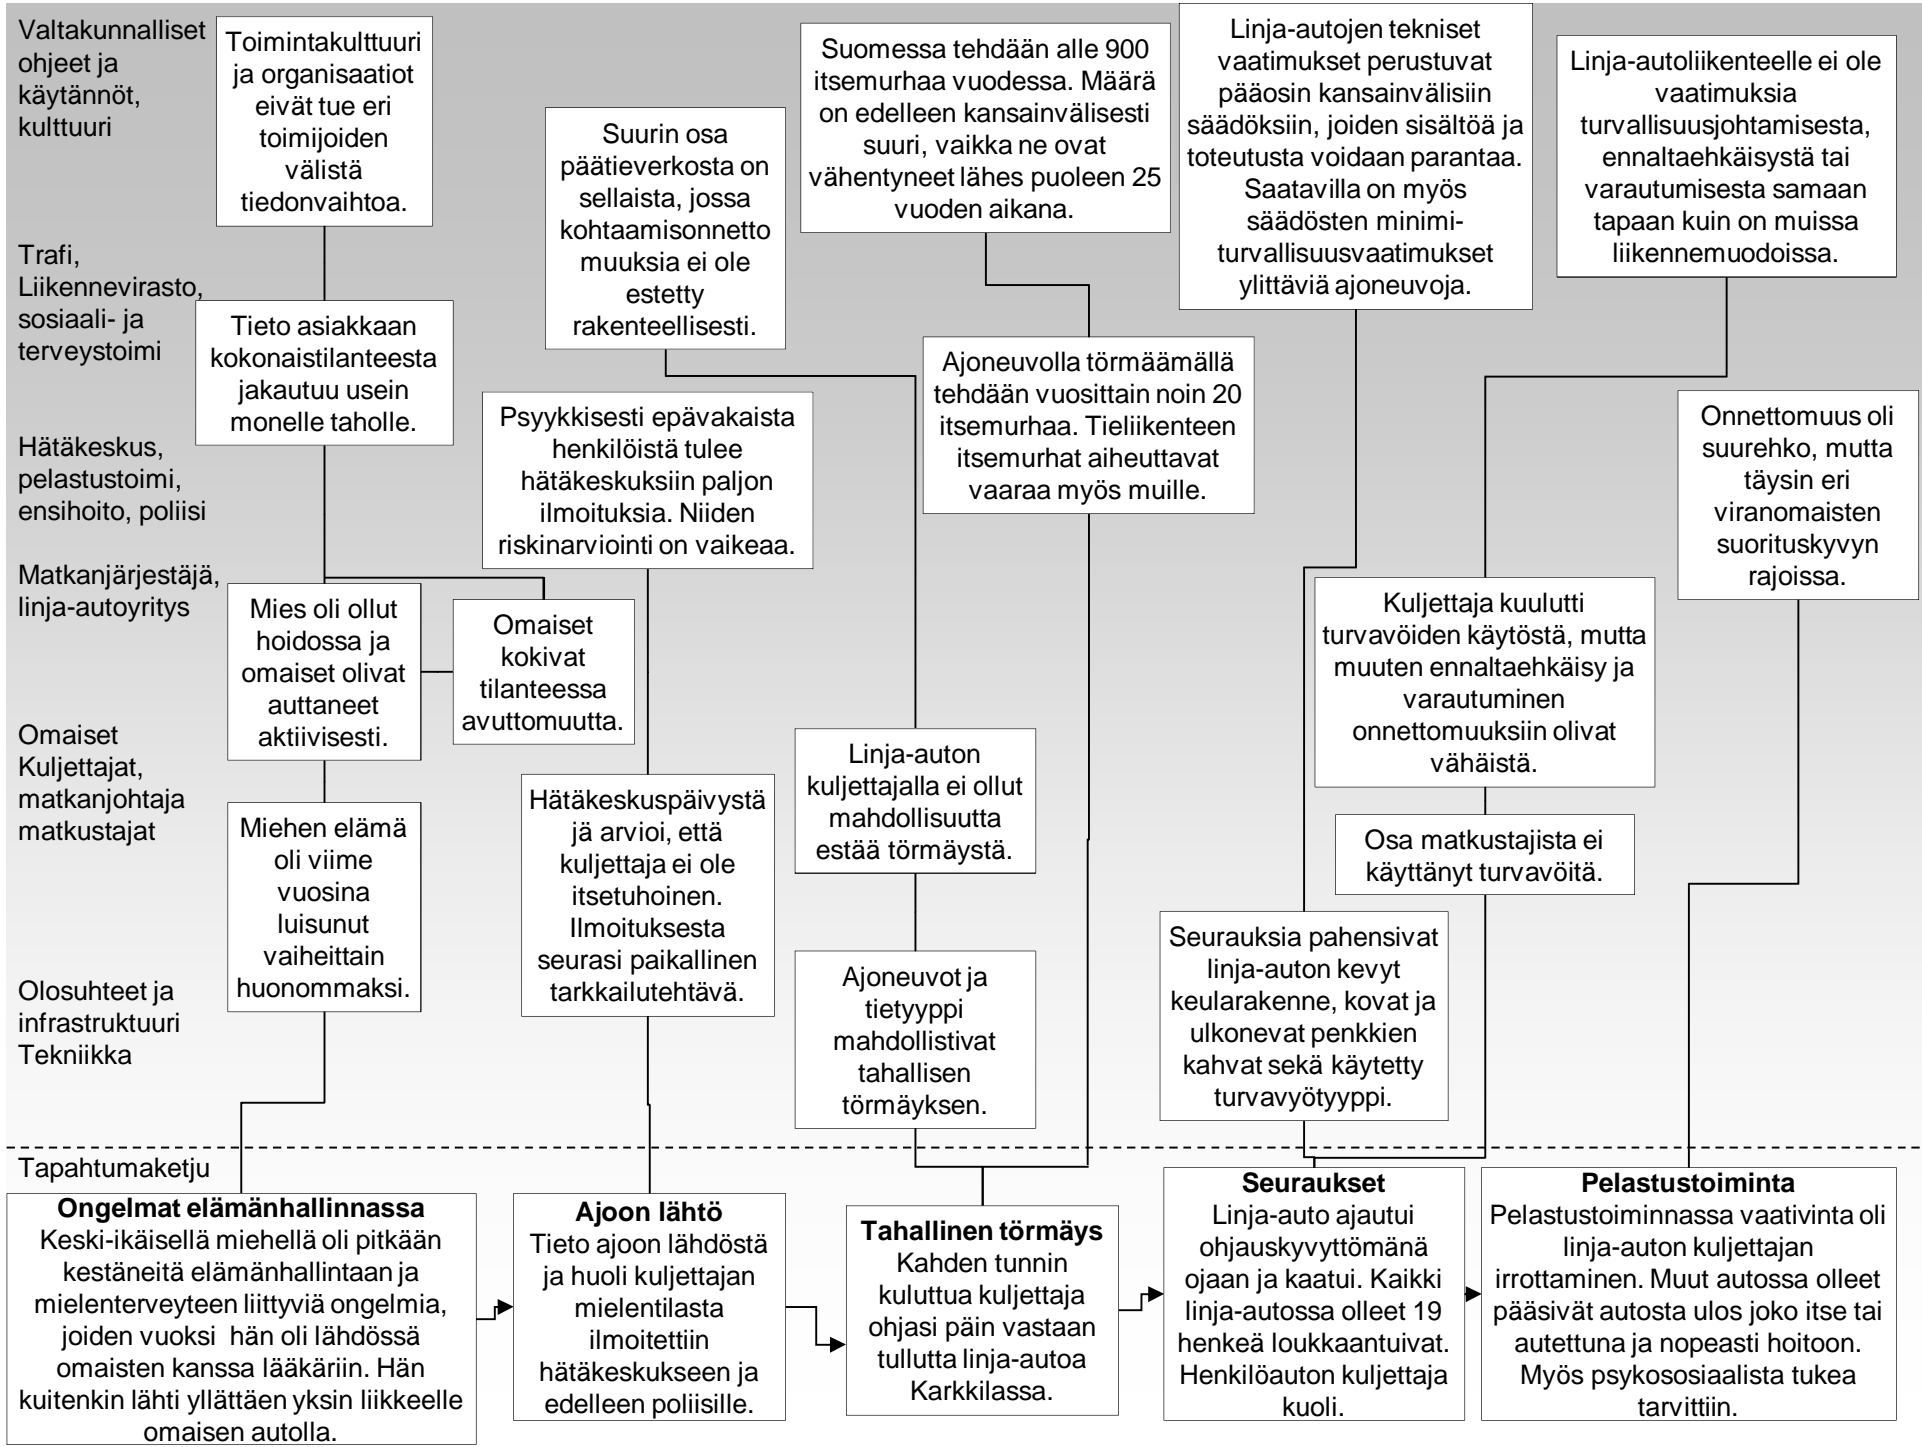 Valtakunnalliset
ohjeet ja
käytännöt,
kulttuuri
Trafi,
Liikennevirasto,
sosiaali- ja
terveystoimi
Hätäkeskus,
pelastustoimi,
ensihoito, poliisi
Matkanjärjestäjä,
linja-autoyritys
Omaiset
Kuljettajat,
matkanjohtaja
matkustajat
Olosuhteet ja
infrastruktuuri
Tekniikka
Toimintakulttuuri
ja organisaatiot
eivät tue eri
toimijoiden
välistä
tiedonvaihtoa.
Tieto asiakkaan
kokonaistilanteesta
jakautuu usein
monelle taholle.
Mies oli ollut
hoidossa ja
omaiset olivat
auttaneet
aktiivisesti.
Omaiset
kokivat
tilanteessa
avuttomuutta.
Miehen elämä
oli viime
vuosina
luisunut
vaiheittain
huonommaksi.
Suurin osa
päätieverkosta on
sellaista, jossa
kohtaamisonnetto
muuksia ei ole
estetty
rakenteellisesti.
Psyykkisesti epävakaista
henkilöistä tulee
hätäkeskuksiin paljon
ilmoituksia. Niiden
riskinarviointi on vaikeaa.
Hätäkeskuspäivystä
jä arvioi, että
kuljettaja ei ole
itsetuhoinen.
Ilmoituksesta
seurasi paikallinen
tarkkailutehtävä.
Suomessa tehdään alle 900
itsemurhaa vuodessa. Määrä
on edelleen kansainvälisesti
suuri, vaikka ne ovat
vähentyneet lähes puoleen 25
vuoden aikana.
Ajoneuvolla törmäämällä
tehdään vuosittain noin 20
itsemurhaa. Tieliikenteen
itsemurhat aiheuttavat
vaaraa myös muille.
Linja-auton
kuljettajalla ei ollut
mahdollisuutta
estää törmäystä.
Ajoneuvot ja
tietyyppi
mahdollistivat
tahallisen
törmäyksen.
Linja-autojen tekniset
vaatimukset perustuvat
pääosin kansainvälisiin
säädöksiin, joiden sisältöä ja
toteutusta voidaan parantaa.
Saatavilla on myös
säädösten minimi-
turvallisuusvaatimukset
ylittäviä ajoneuvoja.
Linja-autoliikenteelle ei ole
vaatimuksia
turvallisuusjohtamisesta,
ennaltaehkäisystä tai
varautumisesta samaan
tapaan kuin on muissa
liikennemuodoissa.
Onnettomuus oli
suurehko, mutta
täysin eri
viranomaisten
suorituskyvyn
rajoissa.
Kuljettaja kuulutti
turvavöiden käytöstä, mutta
muuten ennaltaehkäisy ja
varautuminen
onnettomuuksiin olivat
vähäistä.
Osa matkustajista ei
käyttänyt turvavöitä.
Seurauksia pahensivat
linja-auton kevyt
keularakenne, kovat ja
ulkonevat penkkien
kahvat sekä käytetty
turvavyötyyppi.
Tapahtumaketju
Ongelmat elämänhallinnassa
Keski-ikäisellä miehellä oli pitkään
kestäneitä elämänhallintaan ja
mielenterveyteen liittyviä ongelmia,
joiden vuoksi hän oli lähdössä
omaisten kanssa lääkäriin. Hän
kuitenkin lähti yllättäen yksin liikkeelle
omaisen autolla.
Ajoon lähtö
Tieto ajoon lähdöstä
ja huoli kuljettajan
mielentilasta
ilmoitettiin
hätäkeskukseen ja
edelleen poliisille.
Tahallinen törmäys
Kahden tunnin
kuluttua kuljettaja
ohjasi päin vastaan
tullutta linja-autoa
Karkkilassa.
Seuraukset
Linja-auto ajautui
ohjauskyvyttömänä
ojaan ja kaatui. Kaikki
linja-autossa olleet 19
henkeä loukkaantuivat.
Henkilöauton kuljettaja
kuoli.
Pelastustoiminta
Pelastustoiminnassa vaativinta oli
linja-auton kuljettajan
irrottaminen. Muut autossa olleet
pääsivät autosta ulos joko itse tai
autettuna ja nopeasti hoitoon.
Myös psykososiaalista tukea
tarvittiin.